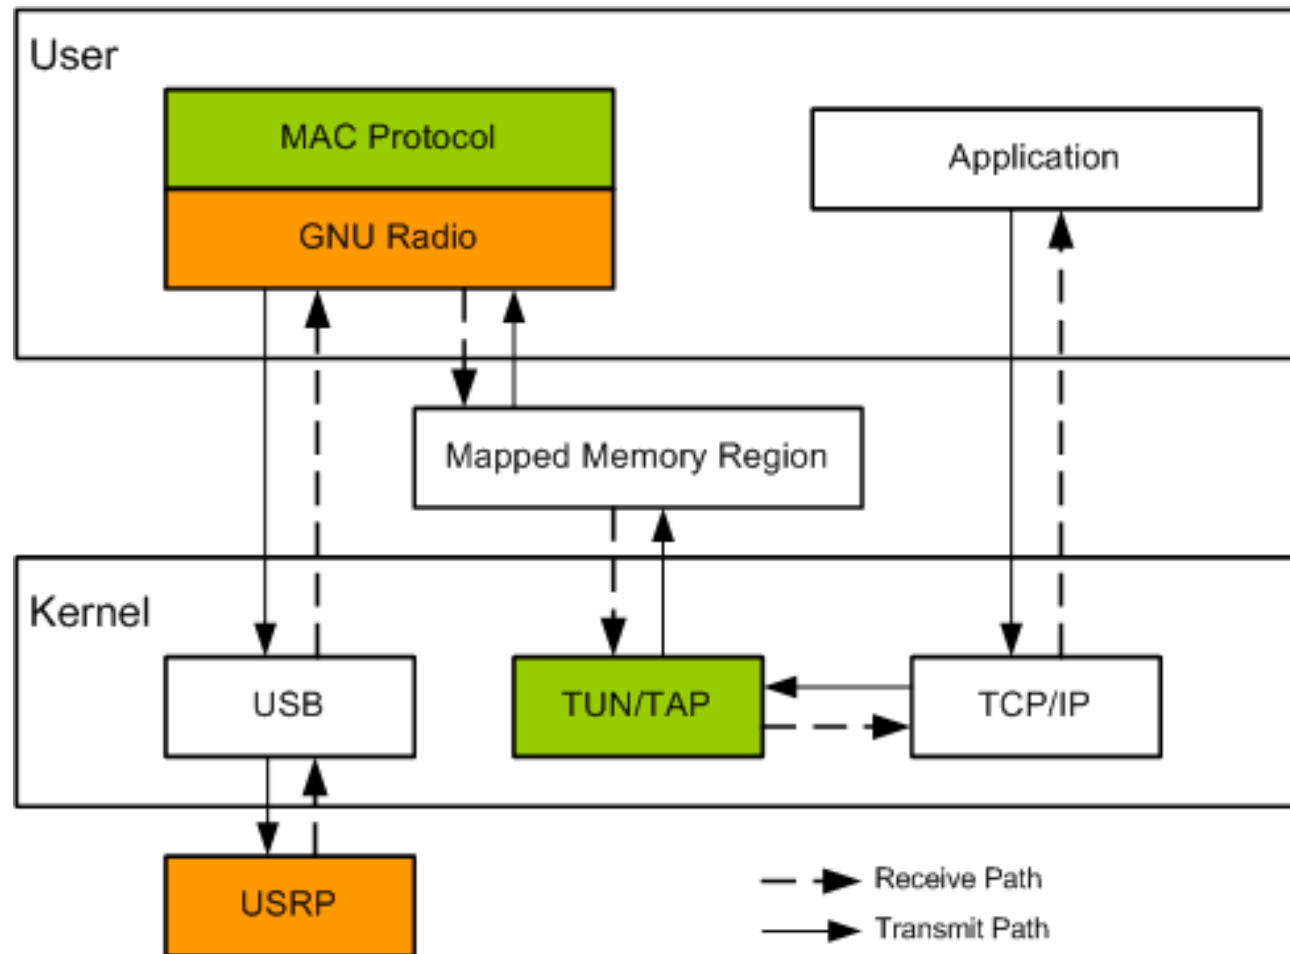 User
MAC Protocol
Application
GNU Radio
Mapped Memory Region
Kernel
USB
TUN/TAP
TCP/IP
USRP
Receive Path
Transmit Path